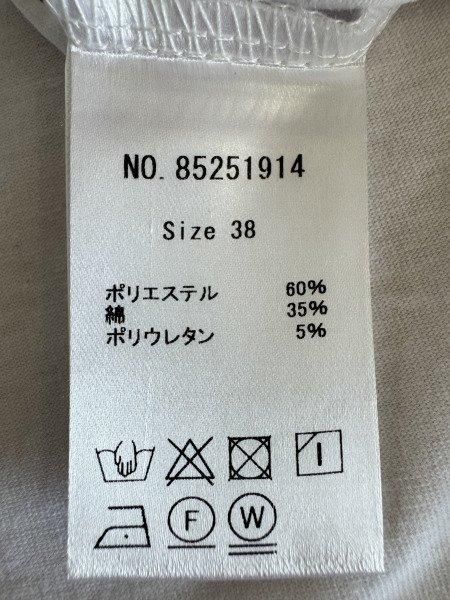 NO. 85251914
Size 38
ポリエステル 60%
綿 35%
ポリウレタン 5%
F W